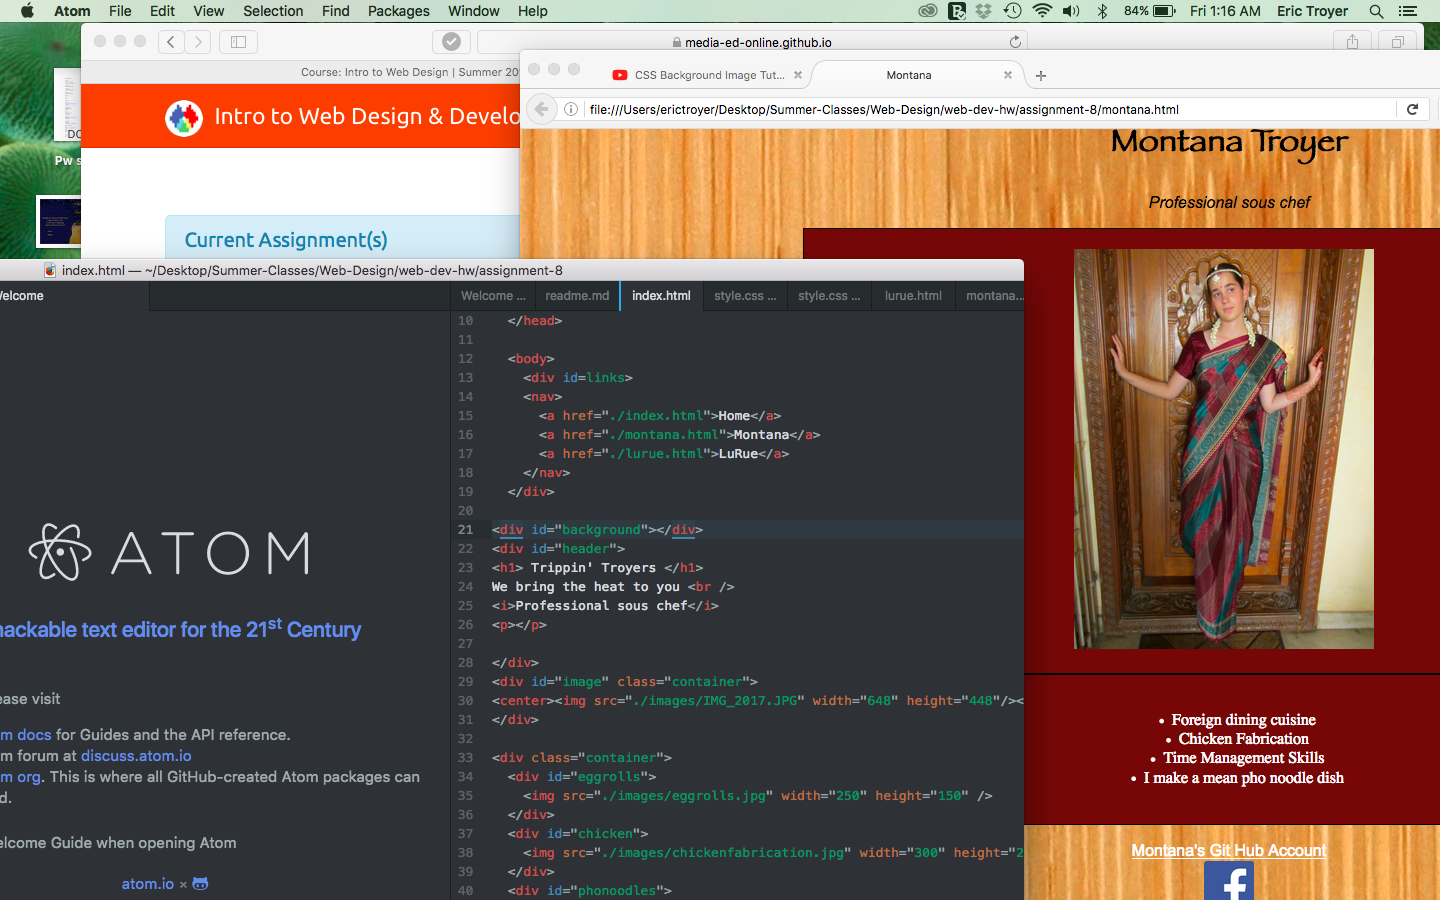 Atom File Edit View Selection Find Packages Window Help
84% Fri 1:16 AM Eric Troyer
media-ed-online.github.io
Course: Intro to Web Design | Summer 20
CSS Background Image Tut... Montana
file:///Users/erictroyer/Desktop/Summer-Classes/Web-Design/web-dev-hw/assignment-8/montana.html
DO
Pw s
Intro to Web Design & Develo
Current Assignment(s)
Montana Troyer
Professional sous chef
index.html — ~/Desktop/Summer-Classes/Web-Design/web-dev-hw/assignment-8
elcome
Welcome ... readme.md index.html style.css ... style.css ... lurue.html montana...
ATOM
hackable text editor for the 21st Century
ease visit
m docs for Guides and the API reference.
m forum at discuss.atom.io
m org. This is where all GitHub-created Atom packages can
d.
elcome Guide when opening Atom
atom.io ×
10 </head>
11
12 <body>
13 <div id=links>
14 <nav>
15 <a href="./index.html">Home</a>
16 <a href="./montana.html">Montana</a>
17 <a href="./lurue.html">LuRue</a>
18 </nav>
19 </div>
20
21 <div id="background"></div>
22 <div id="header">
23 <h1> Trippin' Troyers </h1>
24 We bring the heat to you <br />
25 <i>Professional sous chef</i>
26 <p></p>
27
28 </div>
29 <div id="image" class="container">
30 <center><img src="./images/IMG_2017.JPG" width="648" height="448"/><
31 </div>
32
33 <div class="container">
34 <div id="eggrolls">
35 <img src="./images/eggrolls.jpg" width="250" height="150" />
36 </div>
37 <div id="chicken">
38 <img src="./images/chickenfabrication.jpg" width="300" height="2
39 </div>
40 <div id="phonoodles">
• Foreign dining cuisine
• Chicken Fabrication
• Time Management Skills
• I make a mean pho noodle dish
Montana's Git Hub Account